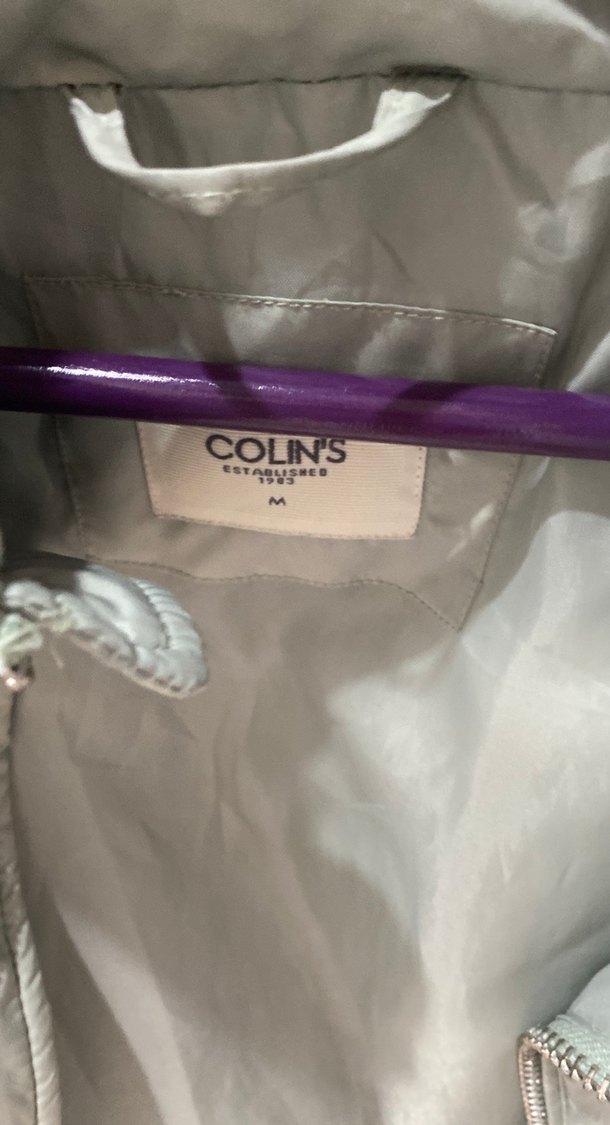 COLIN'S
ESTABLISHED
1983
M